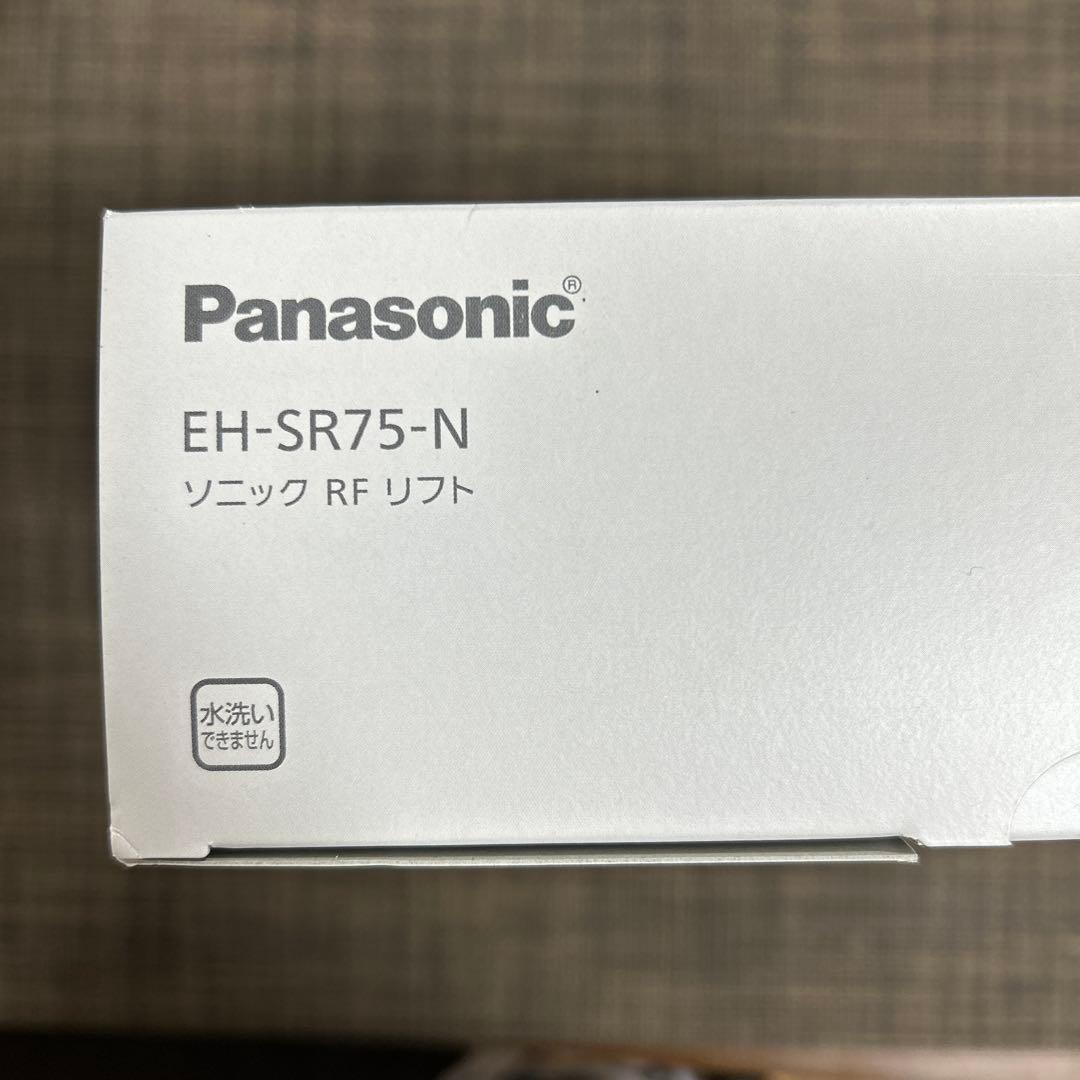 Panasonic®
EH-SR75-N
ソニック RF リフト
水洗い
できません